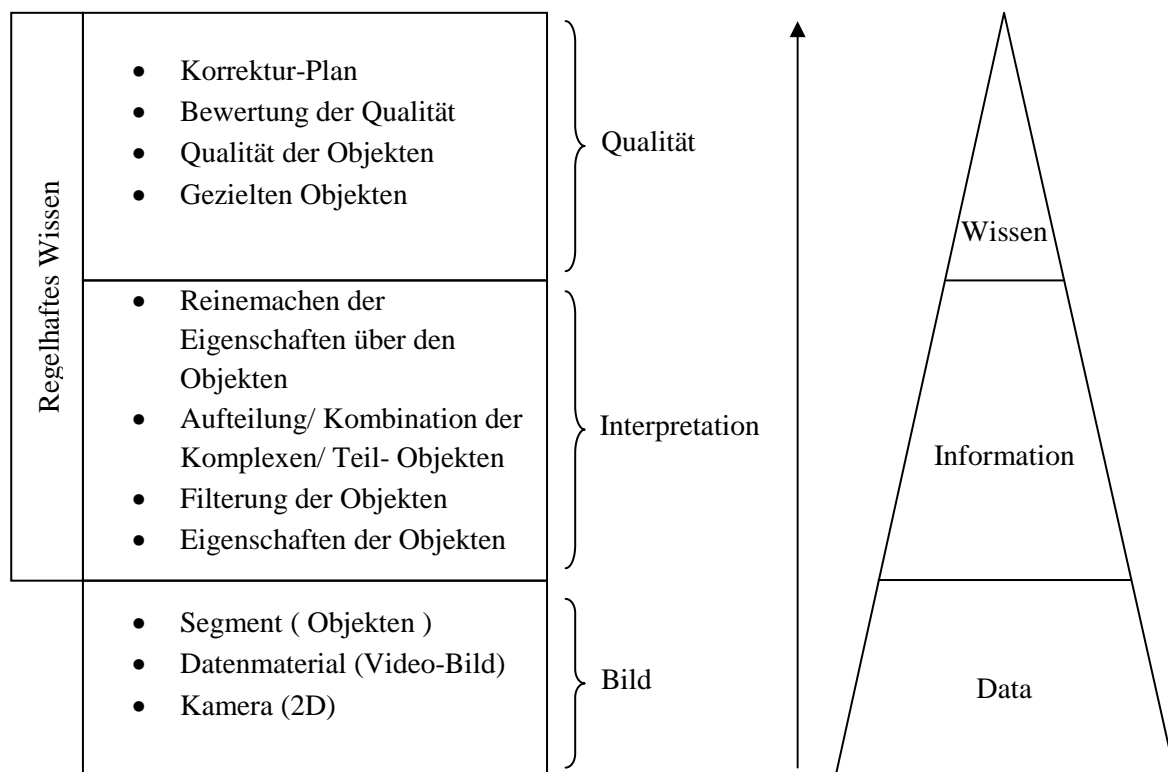 Regelhaftes Wissen
• Korrektur-Plan
• Bewertung der Qualität
• Qualität der Objekten
• Gezielten Objekten
Qualität
Wissen
• Reinemachen der
Eigenschaften über den
Objekten
• Aufteilung/ Kombination der
Komplexen/ Teil- Objekten
• Filterung der Objekten
• Eigenschaften der Objekten
Interpretation
Information
• Segment ( Objekten )
• Datenmaterial (Video-Bild)
• Kamera (2D)
Bild
Data